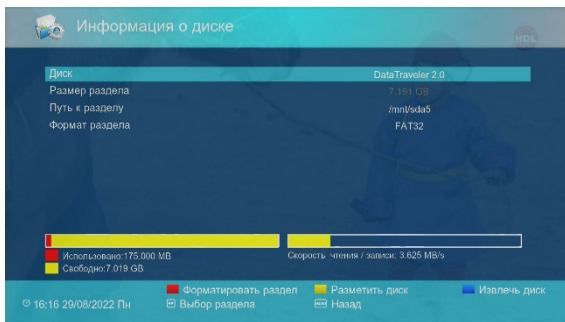 Информация о диске
HDL
Диск DataTraveler 2.0
Размер раздела 7.191 GB
Путь к разделу /mnt/sda5
Формат раздела FAT32
Использовано:175.000 MB
Скорость чтения / записи: 3.625 MB/s
Свободно:7.019 GB
Форматировать раздел
Разметить диск
Извлечь диск
16:16 29/08/2022 Пн
Выбор раздела
Назад